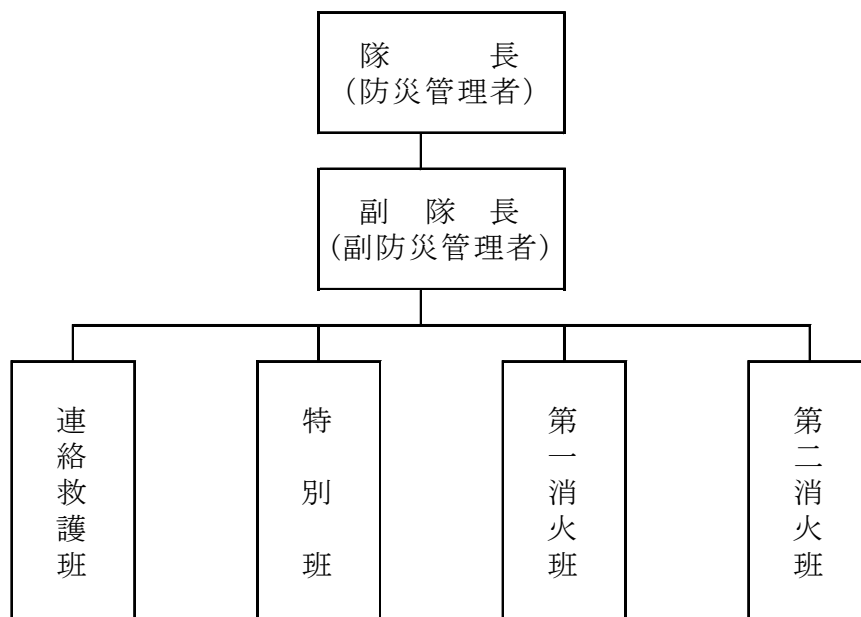 隊長
(防災管理者)
副隊長
(副防災管理者)
連絡救護班
特別班
第一消火班
第二消火班